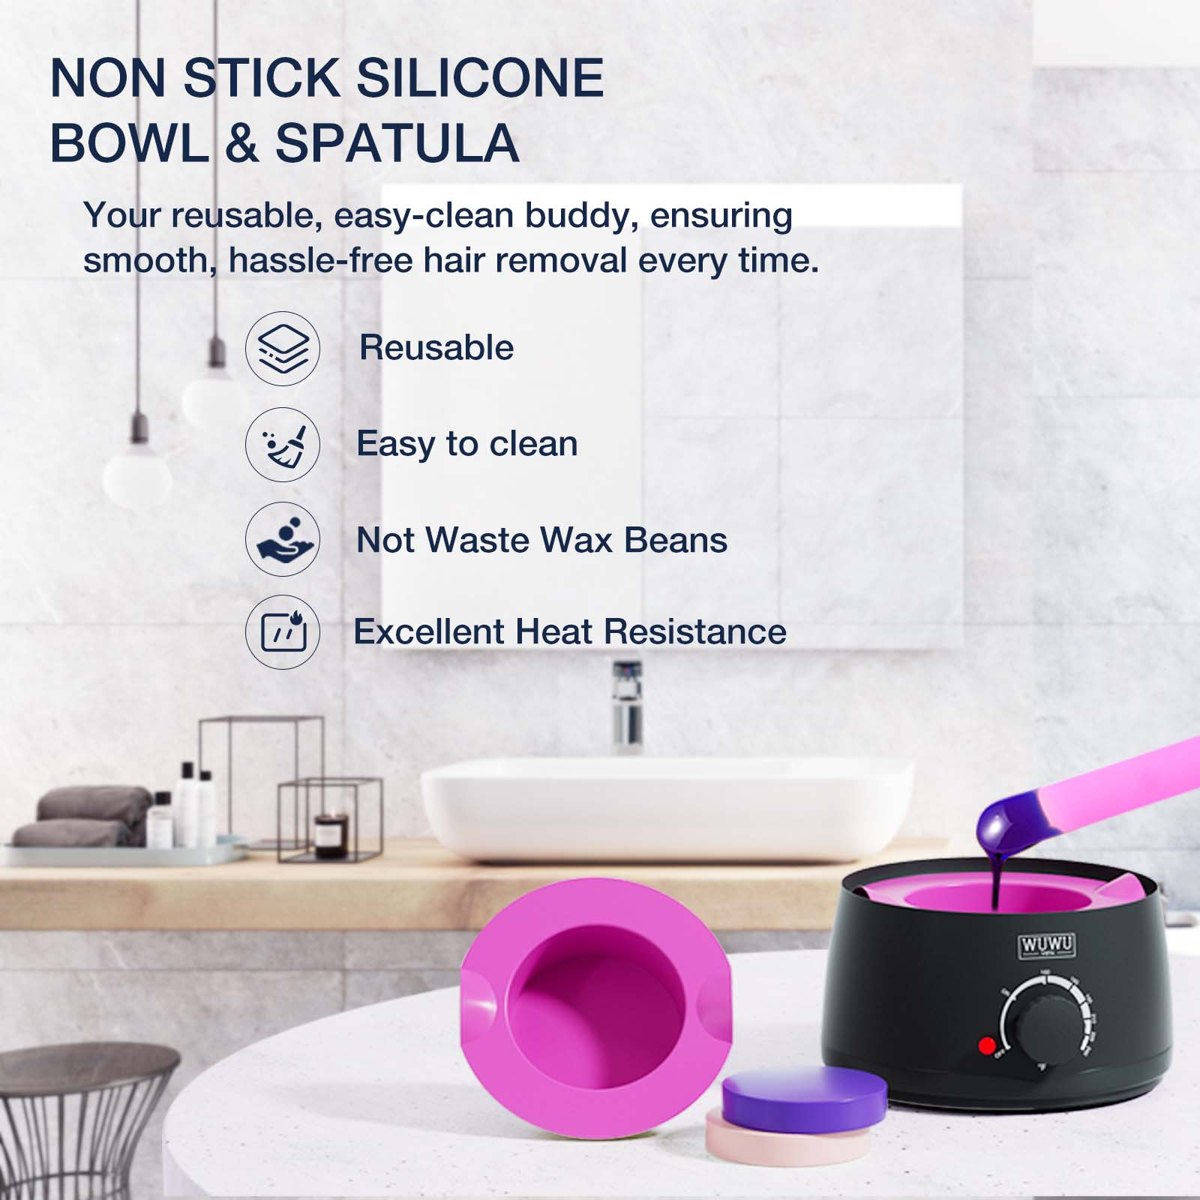 NON STICK SILICONE
BOWL & SPATULA
Your reusable, easy-clean buddy, ensuring
smooth, hassle-free hair removal every time.
Reusable
Easy to clean
Not Waste Wax Beans
Excellent Heat Resistance
WUWU
OFF
°F